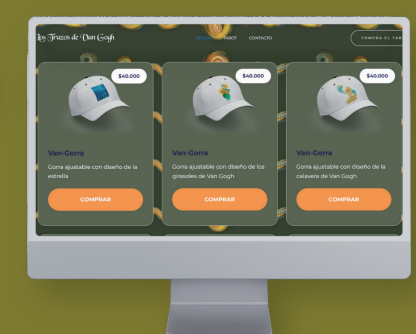 Los Trazos de Van Gogh
CONTACTO
COMPRA EL TAR
$40.000
$40.000
$40.000
Van-Gorra
Van-Gorra
Van-Gorra
Gorra ajustable con diseño de la
estrella
Gorra ajustable con diseño de los
girasoles de Van Gogh
Gorra ajustable con diseño de la
calavera de Van Gogh
COMPRAR
COMPRAR
COMPRAR